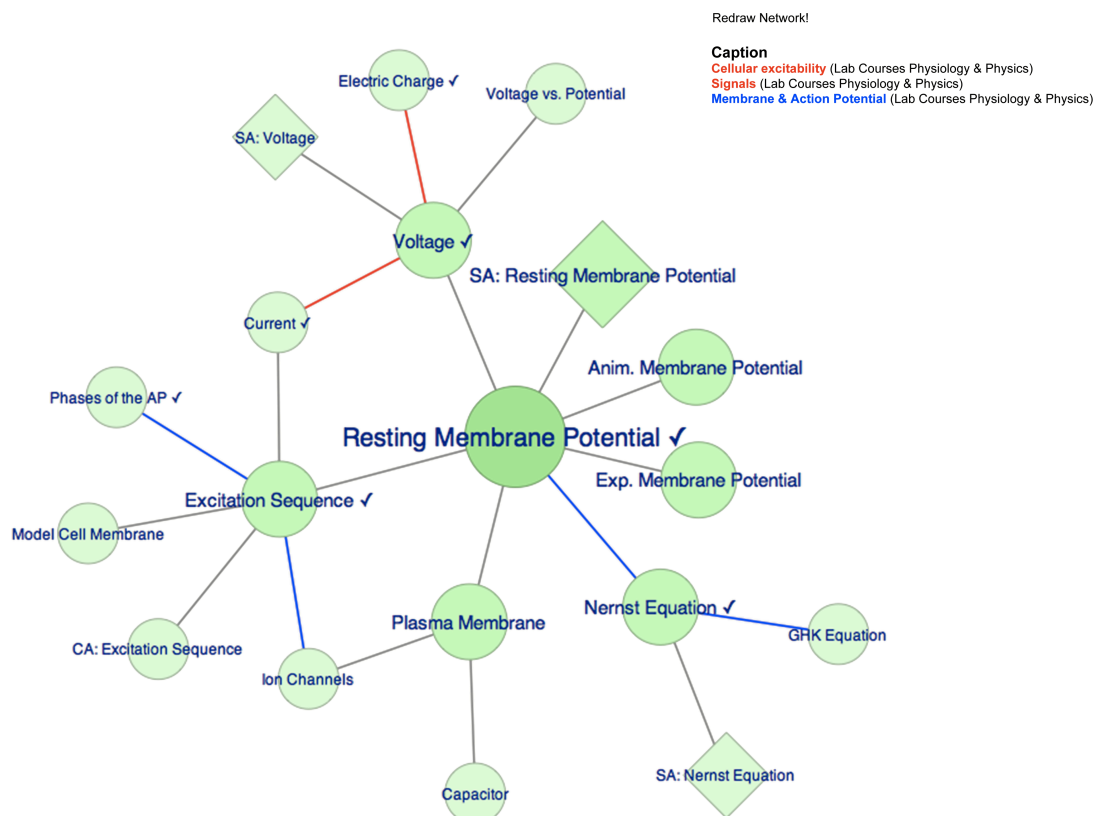 Redraw Network!
Caption
Cellular excitability (Lab Courses Physiology & Physics)
Signals (Lab Courses Physiology & Physics)
Membrane & Action Potential (Lab Courses Physiology & Physics)
Electric Charge ✓
Voltage vs. Potential
SA: Voltage
Voltage ✓
SA: Resting Membrane Potential
Current ✓
Anim. Membrane Potential
Phases of the AP ✓
Resting Membrane Potential ✓
Exp. Membrane Potential
Excitation Sequence ✓
Model Cell Membrane
Nernst Equation ✓
Plasma Membrane
GRK Equation
CA: Excitation Sequence
Ion Channels
SA: Nernst Equation
Capacitor